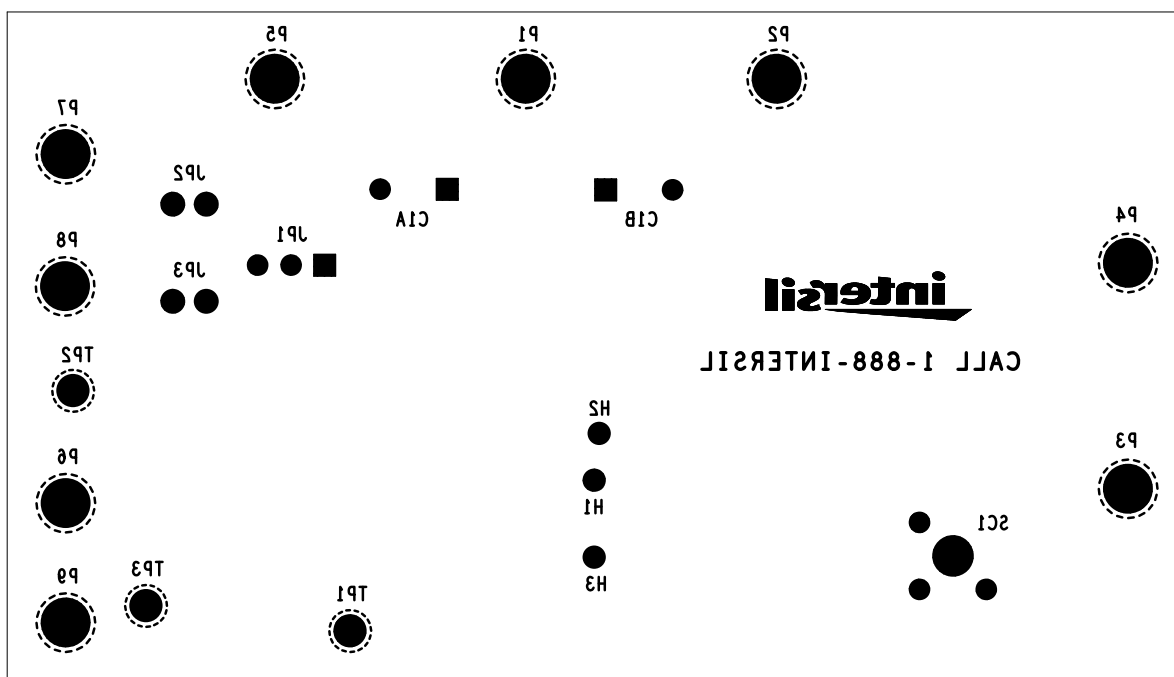 P5
P1
P2
P7
JP2
C1A
C1B
P4
P8
JP1
JP3
intersil
CALL 1-888-INTERSIL
TP2
H2
P3
P6
H1
SC1
TP3
H3
P9
TP1